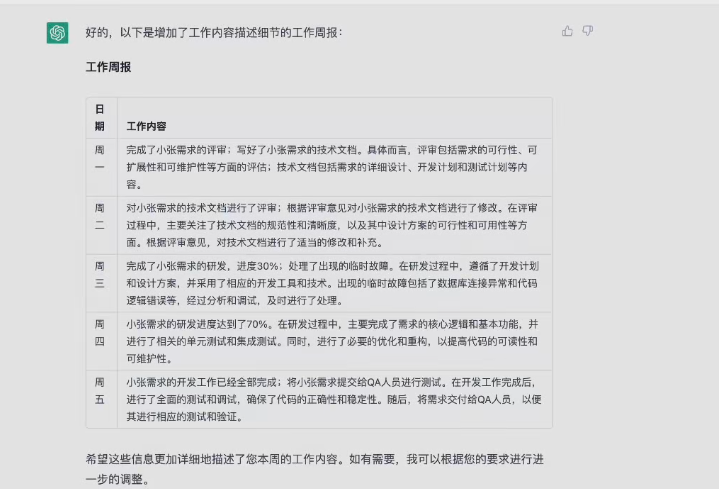 好的，以下是增加了工作内容描述细节的工作周报：
工作周报
日
期
工作内容
周
一
完成了小张需求的评审；写好了小张需求的技术文档。具体而言，评审包括需求的可行性、可
扩展性和可维护性等方面的评估；技术文档包括需求的详细设计、开发计划和测试计划等内
容。
周
二
对小张需求的技术文档进行了评审；根据评审意见对小张需求的技术文档进行了修改。在评审
过程中，主要关注了技术文档的规范性和清晰度，以及其中设计方案的可行性和可用性等方
面。根据评审意见，对技术文档进行了适当的修改和补充。
周
三
完成了小张需求的研发，进度30%；处理了出现的临时故障。在研发过程中，遵循了开发计划
和设计方案，并采用了相应的开发工具和技术。出现的临时故障包括了数据库连接异常和代码
逻辑错误等，经过分析和调试，及时进行了处理。
周
四
小张需求的研发进度达到了70%。在研发过程中，主要完成了需求的核心逻辑和基本功能，并
进行了相关的单元测试和集成测试。同时，进行了必要的优化和重构，以提高代码的可读性和
可维护性。
周
五
小张需求的开发工作已经全部完成；将小张需求提交给QA人员进行测试。在开发工作完成后，
进行了全面的测试和调试，确保了代码的正确性和稳定性。随后，将需求交付给QA人员，以便
其进行相应的测试和验证。
希望这些信息更加详细地描述了您本周的工作内容。如有需要，我可以根据您的要求进行进
一步的调整。